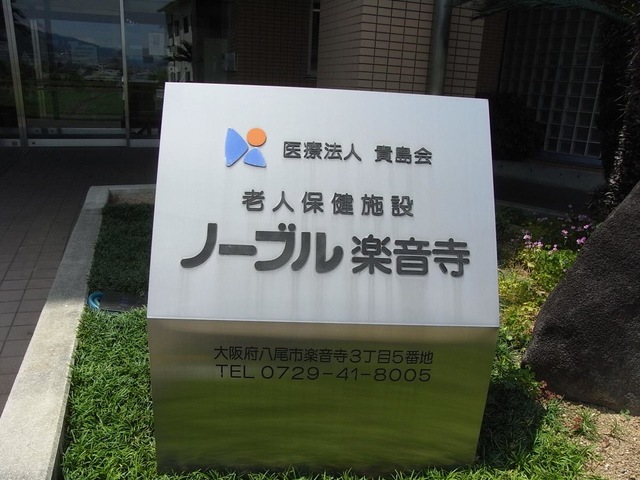 医療法人 貴島会
老人保健施設
ノーブル楽音寺
大阪府八尾市楽音寺3丁目5番地
TEL 0729-41-8005